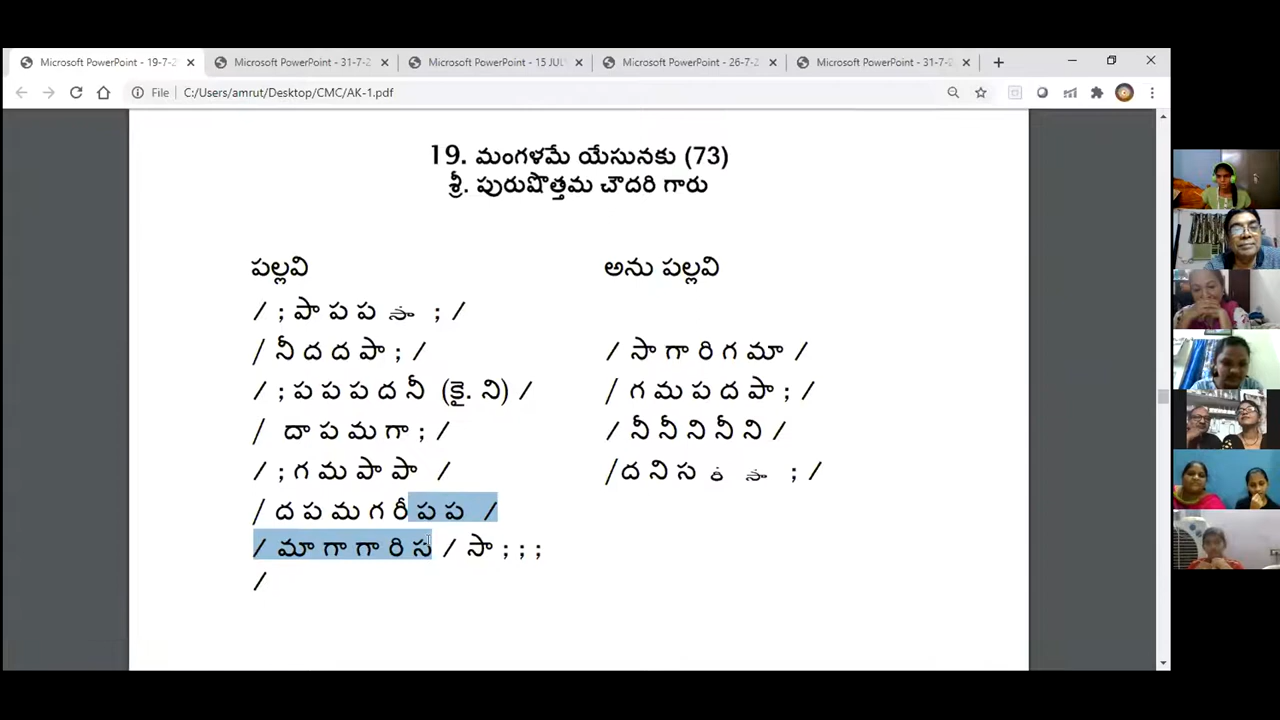 Microsoft PowerPoint - 19-7-2
Microsoft PowerPoint - 31-7-2
Microsoft PowerPoint - 15 JUL
Microsoft PowerPoint - 26-7-2
Microsoft PowerPoint - 31-7-2
File C:/Users/amrut/Desktop/CMC/AK-1.pdf
19. మంగళమే యేసునకు (73)
శ్రీ. పురుషొత్తమ చౌదరి గారు
పల్లవి
/ ; పా ప ప సాఁ ; /
/ నీ ద ద పా ; /
/ ; ప ప ప ద నీ (కై. ని) /
/ దా ప మ గా ; /
/ ; గ మ పా పా /
/ ద ప మ గ రీ ప ప /
/ మా గా గా రి స / సా ; ; ;
/
అను పల్లవి
/ సా గా రి గ మా /
/ గ మ ప ద పా ; /
/ నీ నీ ని నీ ని /
/ద ని స రిఁ సాఁ ; /